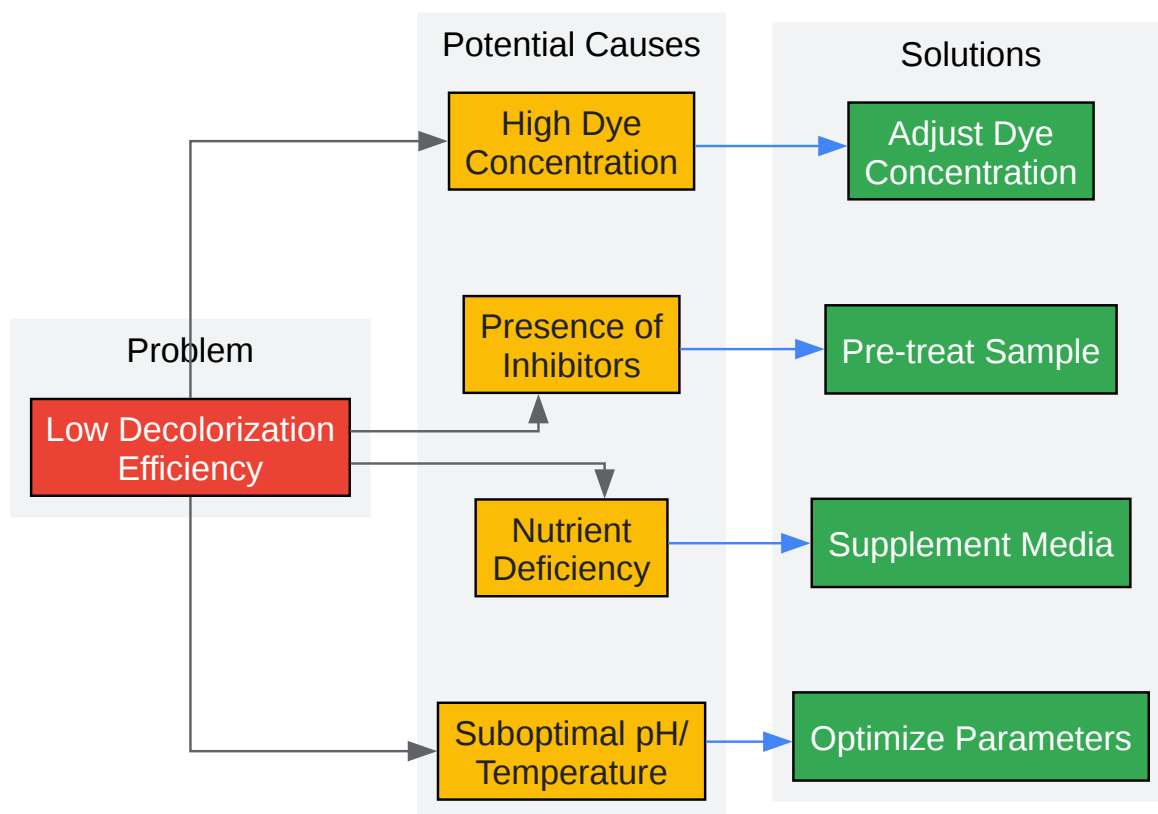 Potential Causes
Solutions
High Dye
Concentration
Adjust Dye
Concentration
Presence of
Inhibitors
Pre-treat Sample
Problem
Low Decolorization
Efficiency
Nutrient
Deficiency
Supplement Media
Suboptimal pH/
Temperature
Optimize Parameters